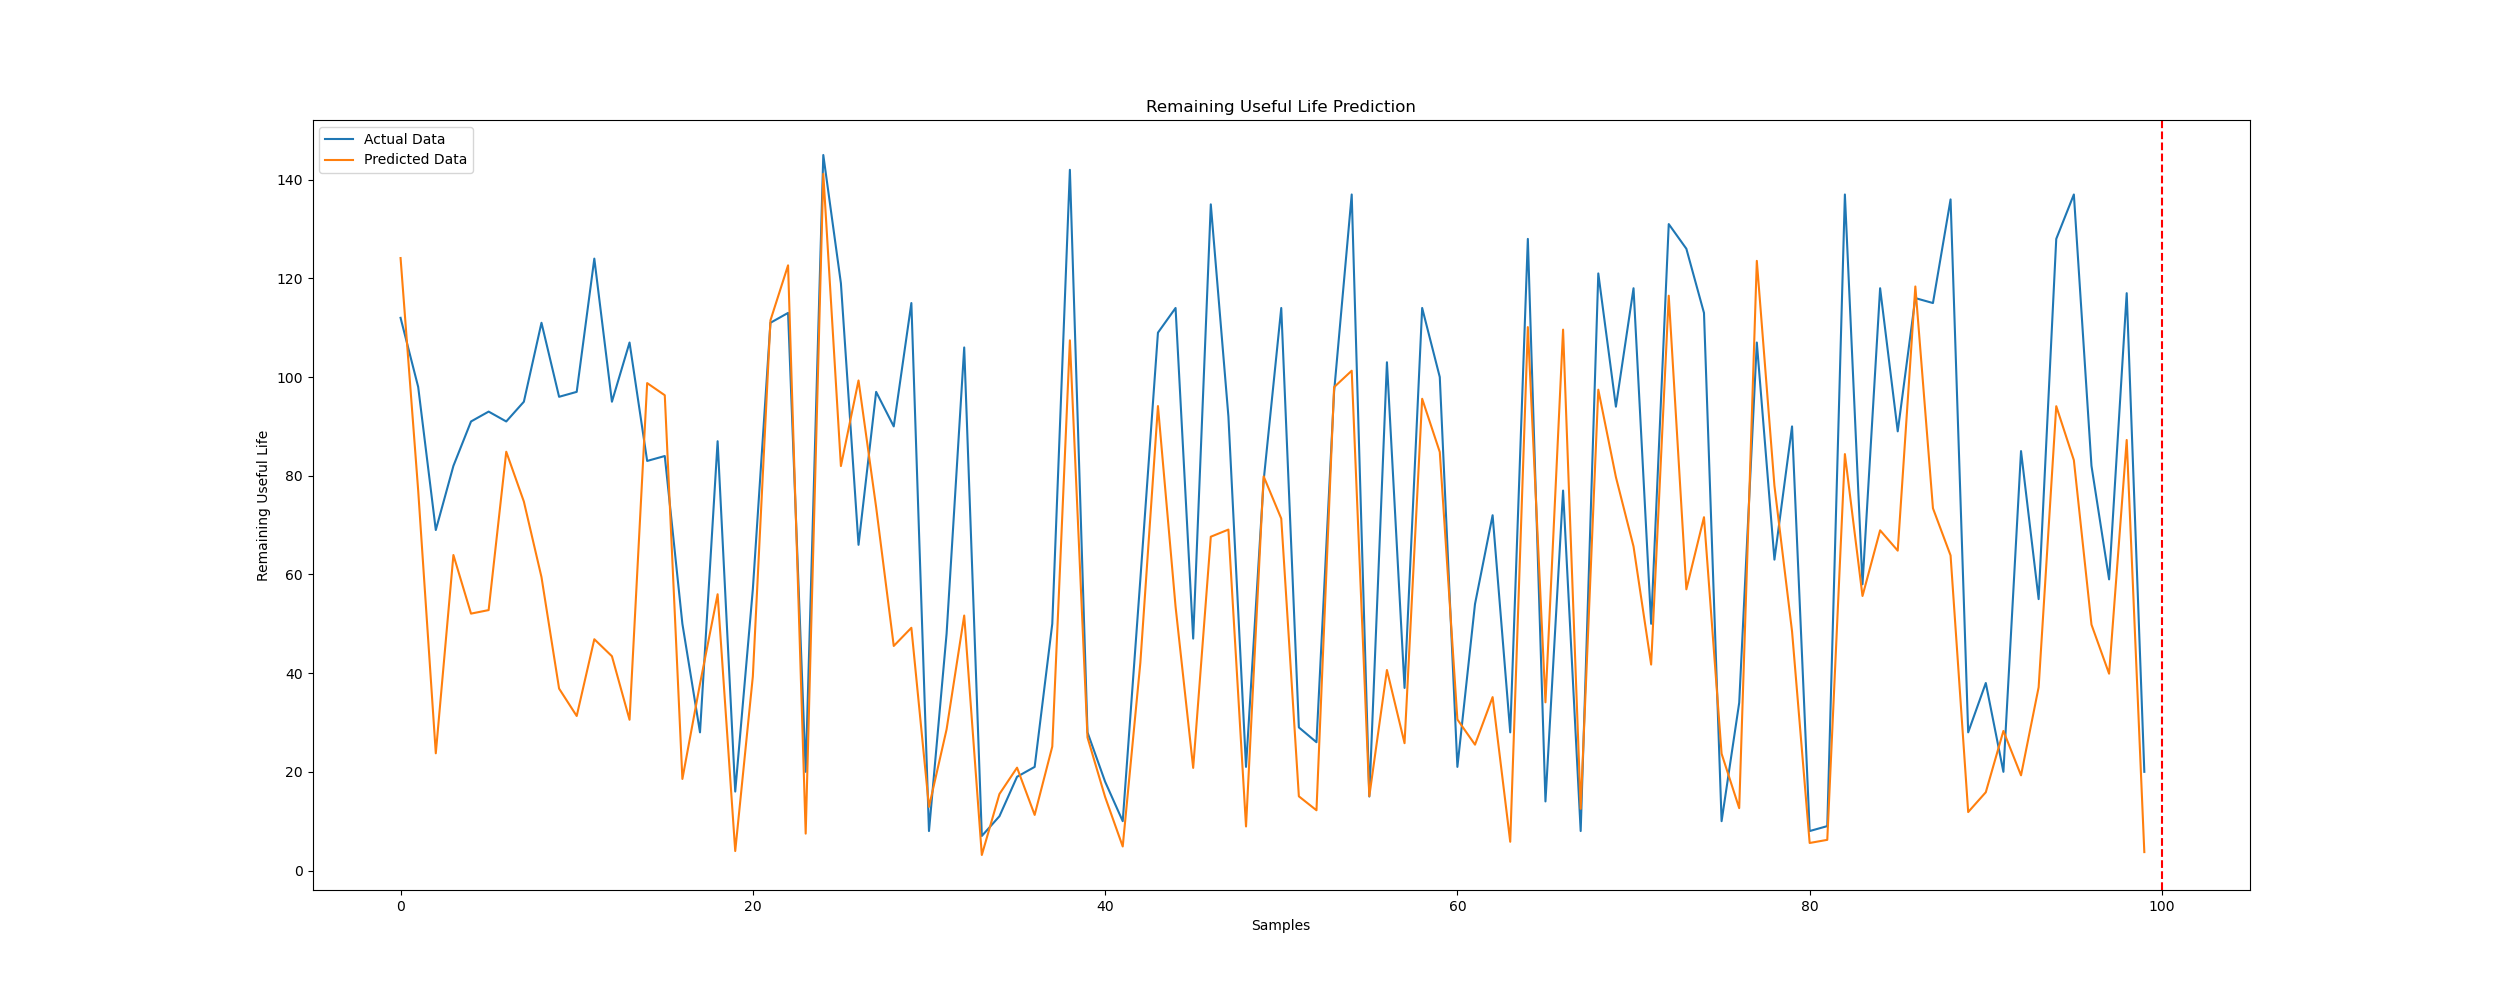 Remaining Useful Life Prediction
Actual Data
Predicted Data
140
120
100
80
60
40
20
0
Remaining Useful Life
0 20 40 60 80 100
Samples